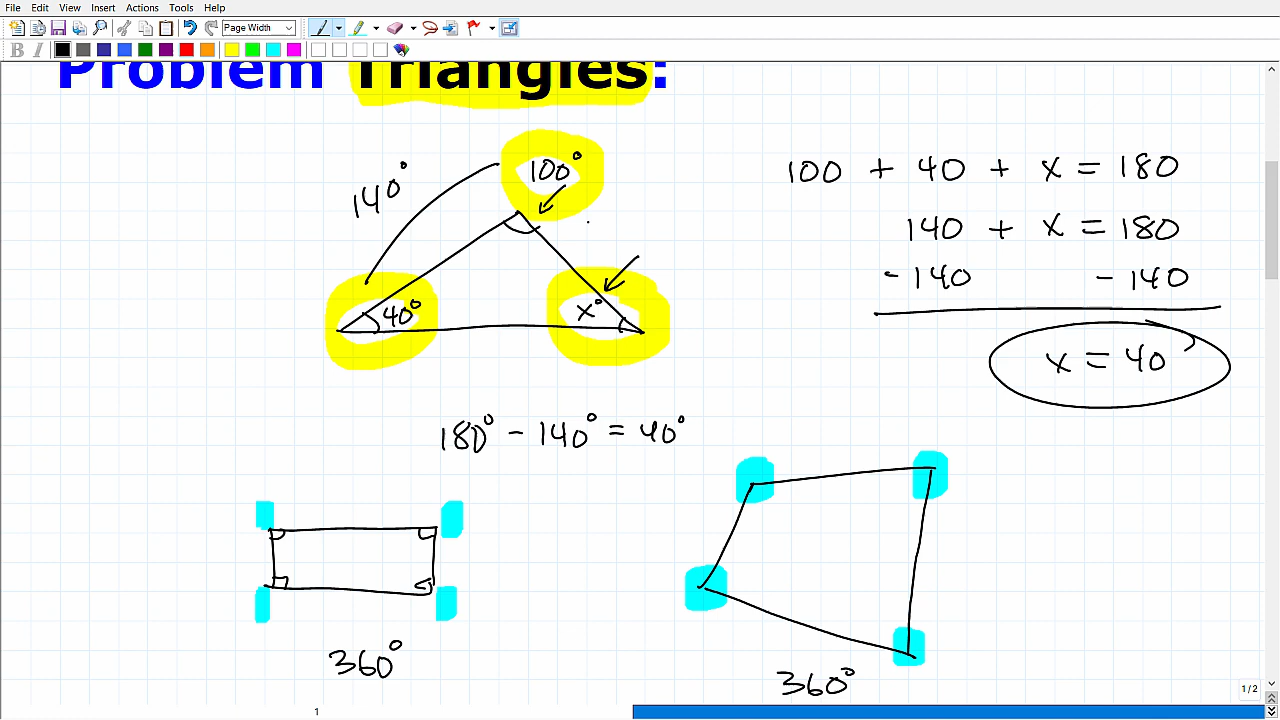 File Edit View Insert Actions Tools Help
Page Width
B I
Problem Triangles:
140°
100°
40°
x°
100 + 40 + x = 180
140 + x = 180
- 140 - 140
x = 40
180° - 140° = 40°
360°
360°
1
1/2